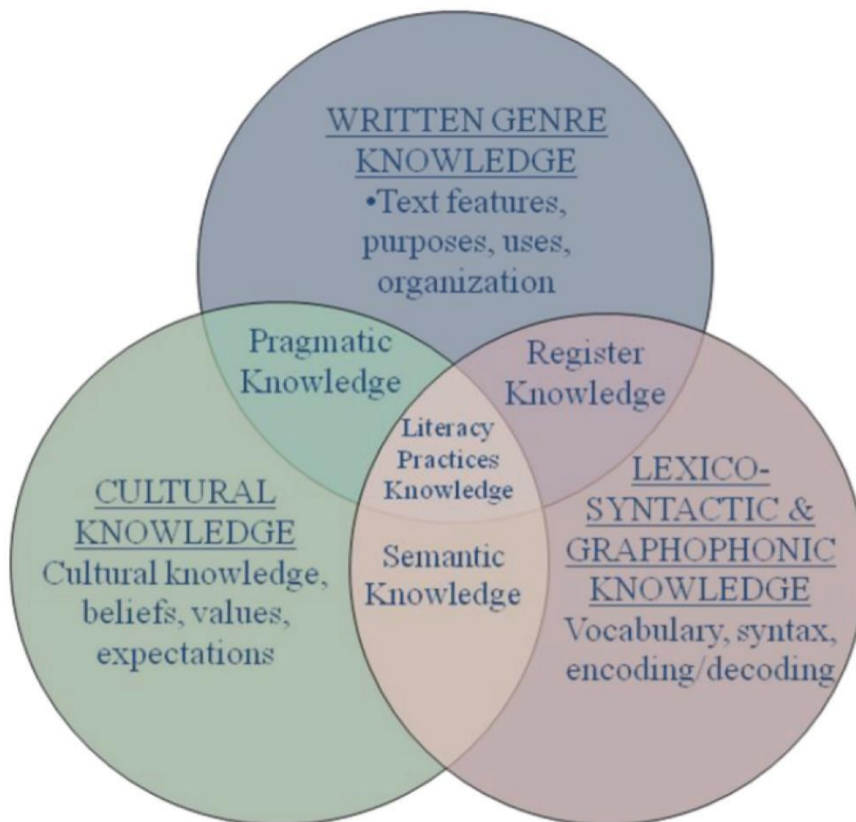 WRITTEN GENRE
KNOWLEDGE
•Text features,
purposes, uses,
organization
Pragmatic
Knowledge
Register
Knowledge
Literacy
Practices
Knowledge
CULTURAL
KNOWLEDGE
Cultural knowledge,
beliefs, values,
expectations
Semantic
Knowledge
LEXICO-
SYNTACTIC &
GRAPHOPHONIC
KNOWLEDGE
Vocabulary, syntax,
encoding/decoding